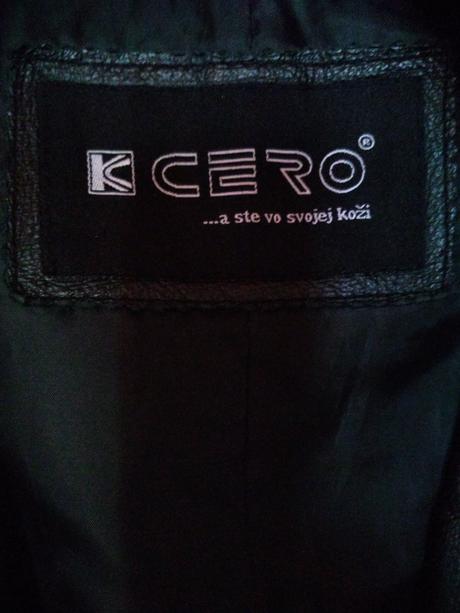 K CERO®
...a ste vo svojej koži